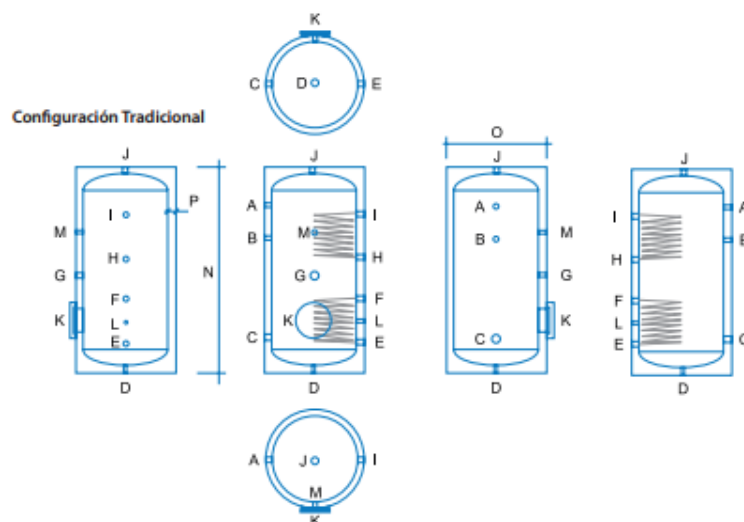 K
C D E
Configuración Tradicional
O
J J J J
P
I A I A A
M B M B M I B
H H H
G N G G
F F F
K L K L C K L
E C E E C
D D D D
A J I
M
K